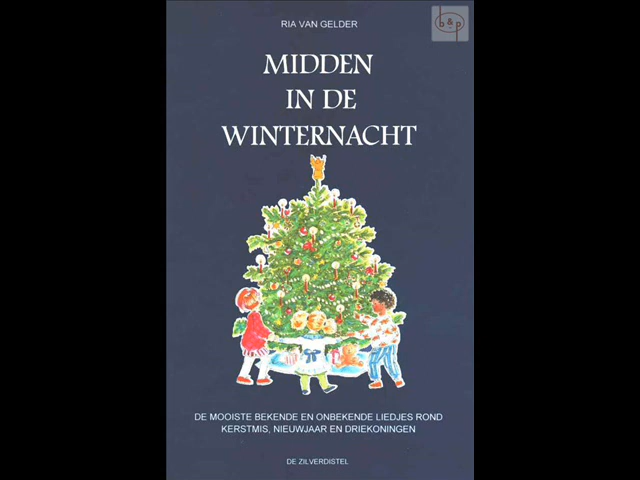 RIA VAN GELDER
b&p
MIDDEN
IN DE
WINTERNACHT
DE MOOISTE BEKENDE EN ONBEKENDE LIEDJES ROND
KERSTMIS, NIEUWJAAR EN DRIEKONINGEN
DE ZILVERDISTEL